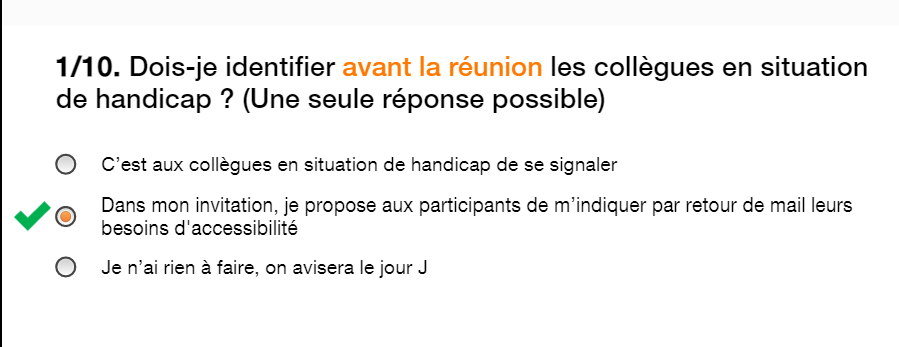 1/10. Dois-je identifier avant la réunion les collègues en situation
de handicap ? (Une seule réponse possible)
C’est aux collègues en situation de handicap de se signaler
Dans mon invitation, je propose aux participants de m’indiquer par retour de mail leurs
besoins d'accessibilité
Je n’ai rien à faire, on avisera le jour J